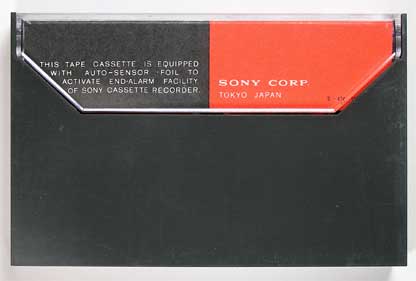 THIS TAPE CASSETTE IS EQUIPPED
WITH AUTO-SENSOR FOIL TO
ACTIVATE END-ALARM FACILITY
OF SONY CASSETTE RECORDER.
SONY CORP.
TOKYO JAPAN